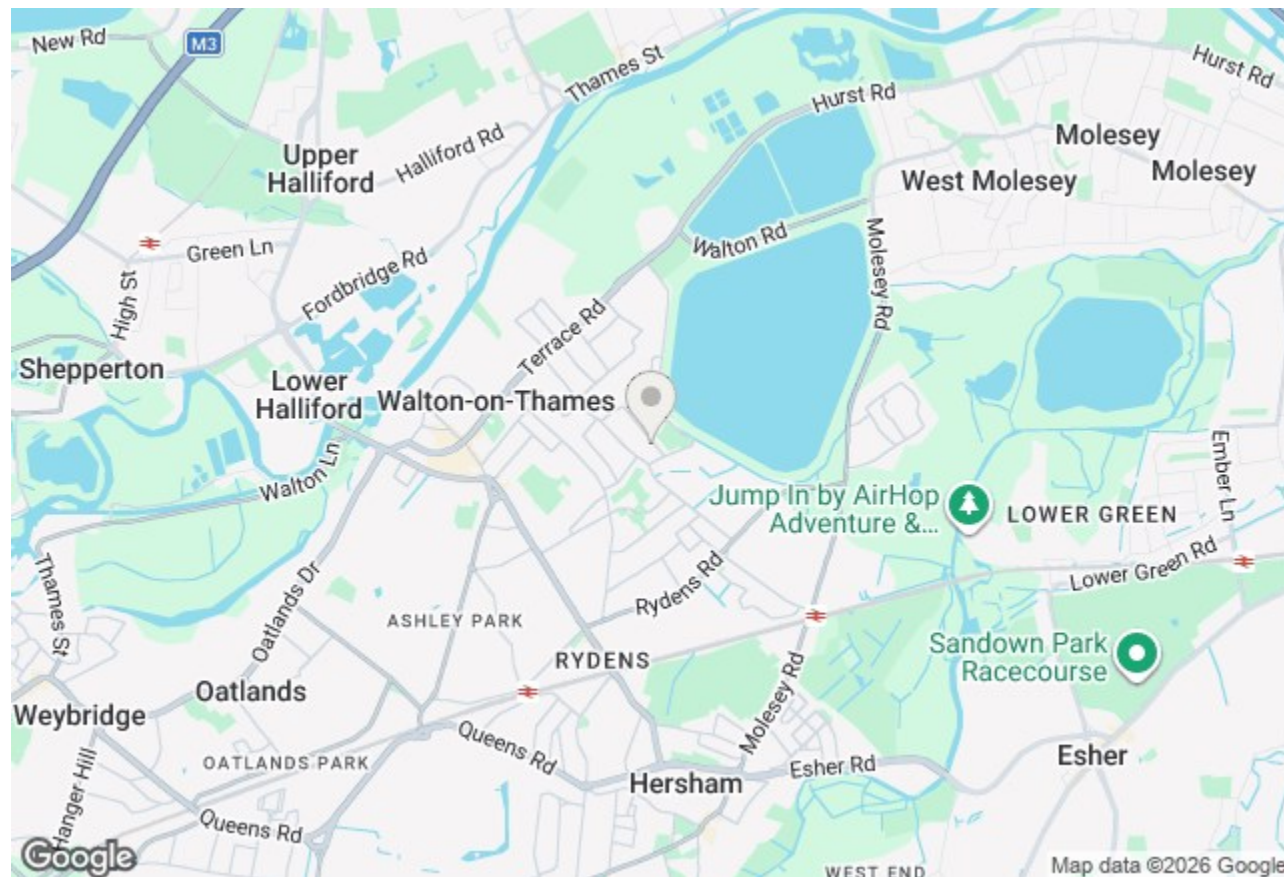 New Rd
M3
Thames St
Hurst Rd
Hurst Rd
Upper
Halliford
Halliford Rd
Molesey
Molesey
West Molesey
Green Ln
Walton Rd
Molesey Rd
High St
Fordbridge Rd
Terrace Rd
Shepperton
Lower
Halliford
Walton-on-Thames
Walton Ln
Ember Ln
Jump In by AirHop
Adventure &...
LOWER GREEN
Thames St
Oatlands Dr
Rydens Rd
Lower Green Rd
ASHLEY PARK
RYDENS
Sandown Park
Racecourse
Oatlands
Weybridge
Molesey Rd
Queens Rd
OATLANDS PARK
Hersham
Esher Rd
Esher
Hanger Hill
Queens Rd
Google
WEST END
Map data ©2026 Google